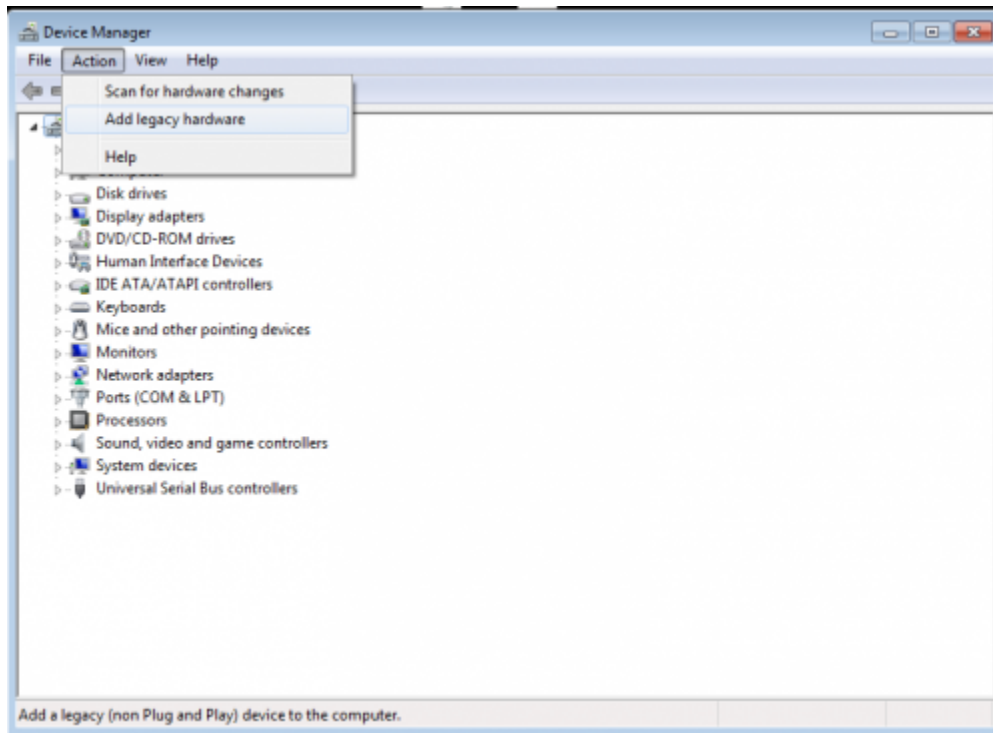 Device Manager
File Action View Help
Scan for hardware changes
Add legacy hardware
Help
Disk drives
Display adapters
DVD/CD-ROM drives
Human Interface Devices
IDE ATA/ATAPI controllers
Keyboards
Mice and other pointing devices
Monitors
Network adapters
Ports (COM & LPT)
Processors
Sound, video and game controllers
System devices
Universal Serial Bus controllers
Add a legacy (non Plug and Play) device to the computer.